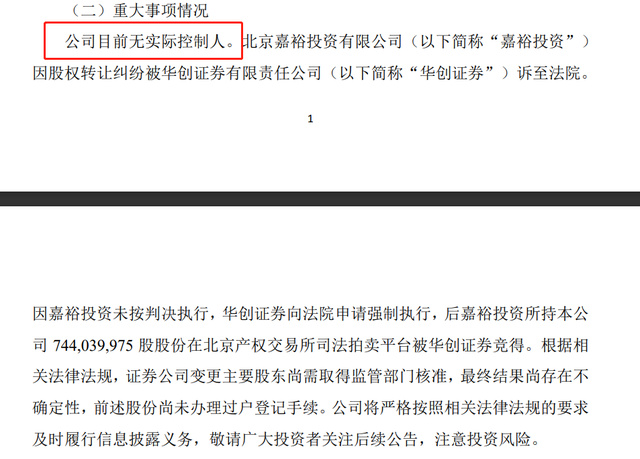 （二）重大事项情况
公司目前无实际控制人。北京嘉裕投资有限公司（以下简称“嘉裕投资”）
因股权转让纠纷被华创证券有限责任公司（以下简称“华创证券”）诉至法院。
1
因嘉裕投资未按判决执行，华创证券向法院申请强制执行，后嘉裕投资所持本公
司 744,039,975 股股份在北京产权交易所司法拍卖平台被华创证券竞得。根据相
关法律法规，证券公司变更主要股东尚需取得监管部门核准，最终结果尚存在不
确定性，前述股份尚未办理过户登记手续。公司将严格按照相关法律法规的要求
及时履行信息披露义务，敬请广大投资者关注后续公告，注意投资风险。